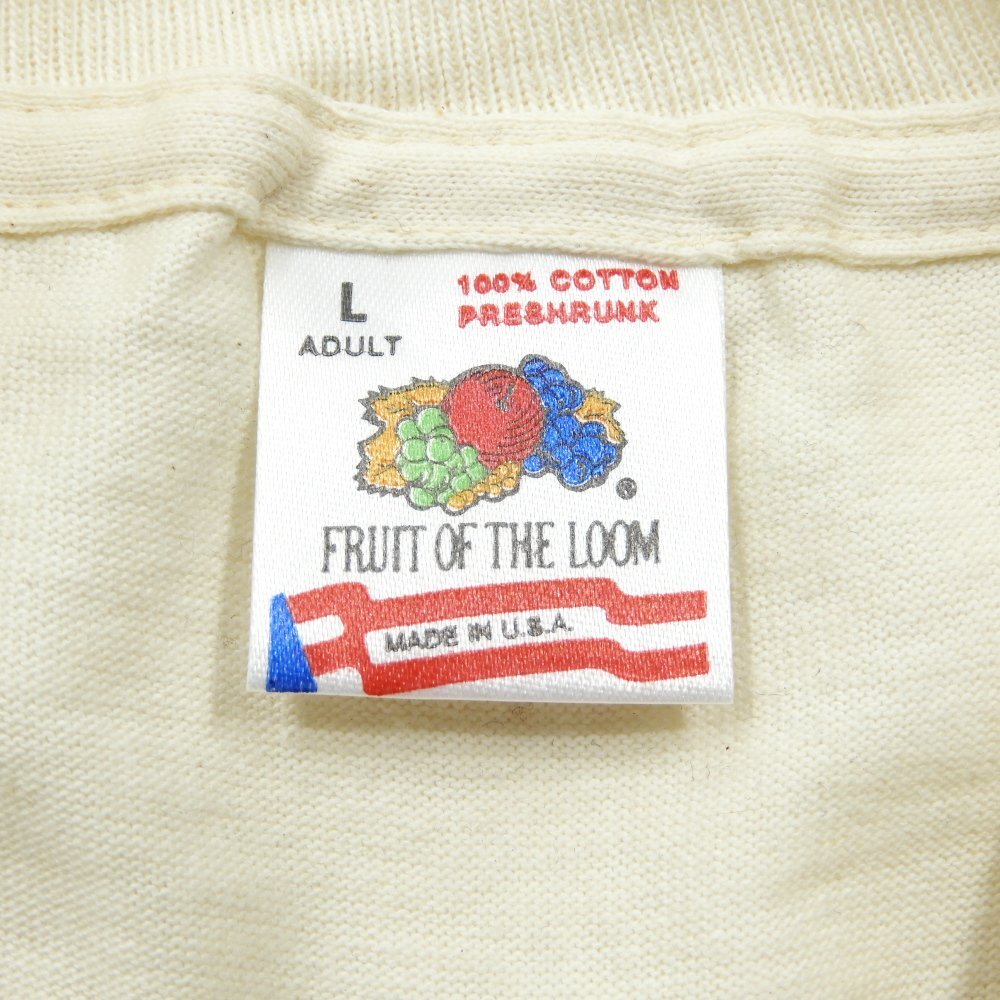 L
ADULT
100% COTTON
PRESHRUNK
FRUIT OF THE LOOM
MADE IN U.S.A.